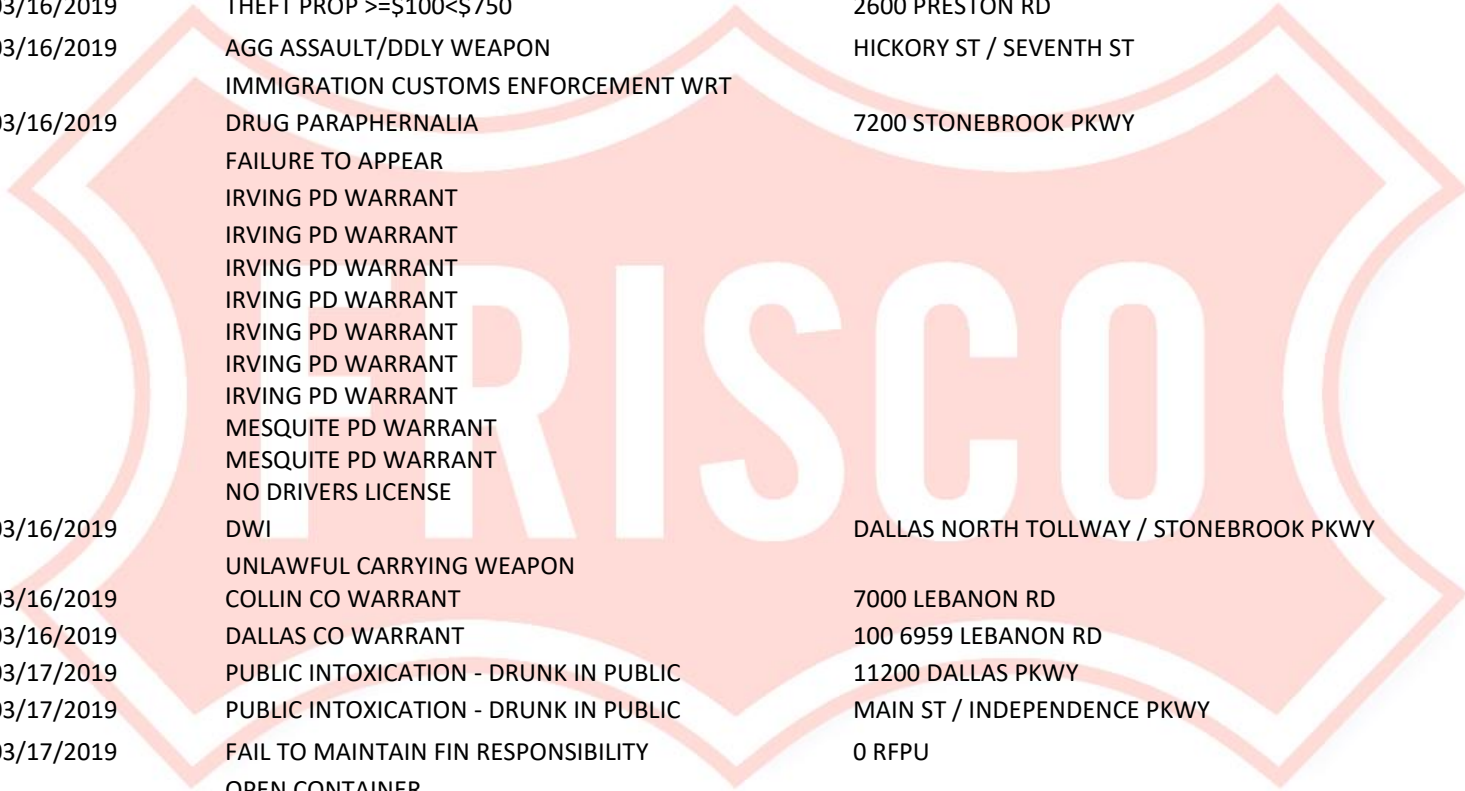 03/16/2019 THEFT PROP >=$100<$750 2600 PRESTON RD
03/16/2019 AGG ASSAULT/DDLY WEAPON HICKORY ST / SEVENTH ST
IMMIGRATION CUSTOMS ENFORCEMENT WRT
03/16/2019 DRUG PARAPHERNALIA 7200 STONEBROOK PKWY
FAILURE TO APPEAR
IRVING PD WARRANT
IRVING PD WARRANT
IRVING PD WARRANT
IRVING PD WARRANT
IRVING PD WARRANT
IRVING PD WARRANT
IRVING PD WARRANT
MESQUITE PD WARRANT
MESQUITE PD WARRANT
NO DRIVERS LICENSE
03/16/2019 DWI DALLAS NORTH TOLLWAY / STONEBROOK PKWY
UNLAWFUL CARRYING WEAPON
03/16/2019 COLLIN CO WARRANT 7000 LEBANON RD
03/16/2019 DALLAS CO WARRANT 100 6959 LEBANON RD
03/17/2019 PUBLIC INTOXICATION - DRUNK IN PUBLIC 11200 DALLAS PKWY
03/17/2019 PUBLIC INTOXICATION - DRUNK IN PUBLIC MAIN ST / INDEPENDENCE PKWY
03/17/2019 FAIL TO MAINTAIN FIN RESPONSIBILITY 0 RFPU
OPEN CONTAINER
FRISCO